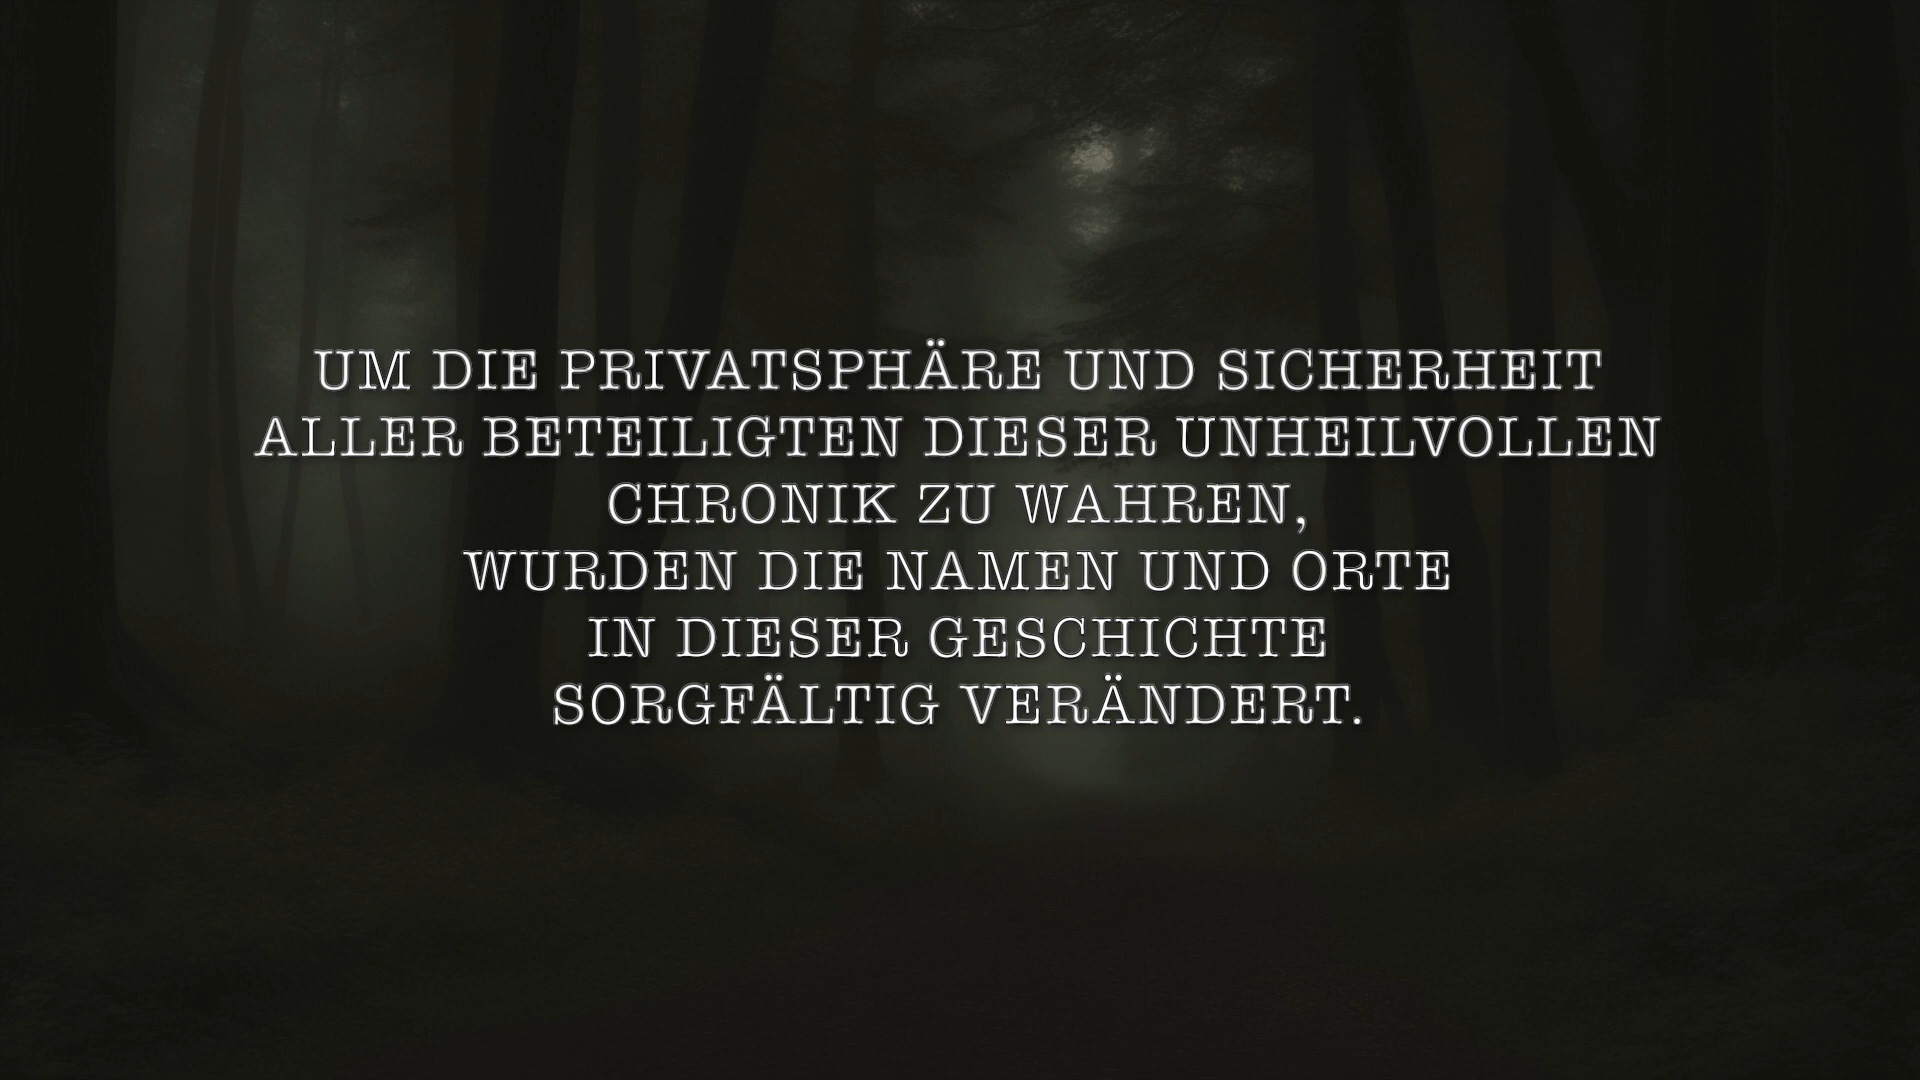 UM DIE PRIVATSPHÄRE UND SICHERHEIT
ALLER BETEILIGTEN DIESER UNHEILVOLLEN
CHRONIK ZU WAHREN,
WURDEN DIE NAMEN UND ORTE
IN DIESER GESCHICHTE
SORGFÄLTIG VERÄNDERT.